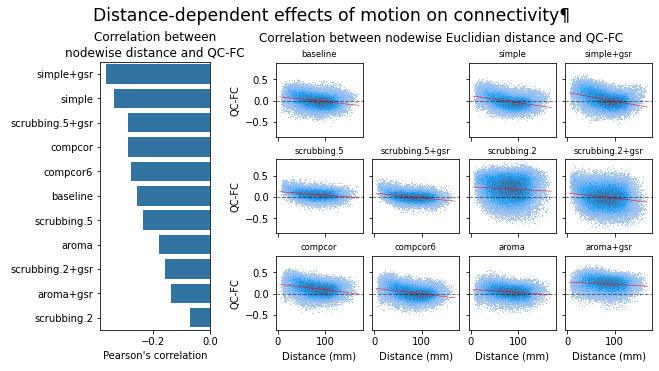 Distance-dependent effects of motion on connectivity¶
Correlation between
nodewise distance and QC-FC
simple+gsr
simple
scrubbing.5+gsr
compcor
compcor6
baseline
scrubbing.5
aroma
scrubbing.2+gsr
aroma+gsr
scrubbing.2
−0.2 0.0
Pearson's correlation
Correlation between nodewise Euclidian distance and QC-FC
baseline simple simple+gsr
QC-FC
0.5
0.0
−0.5
scrubbing.5 scrubbing.5+gsr scrubbing.2 scrubbing.2+gsr
QC-FC
0.5
0.0
−0.5
compcor compcor6 aroma aroma+gsr
QC-FC
0.5
0.0
−0.5
0 100 0 100 0 100 0 100
Distance (mm) Distance (mm) Distance (mm) Distance (mm)